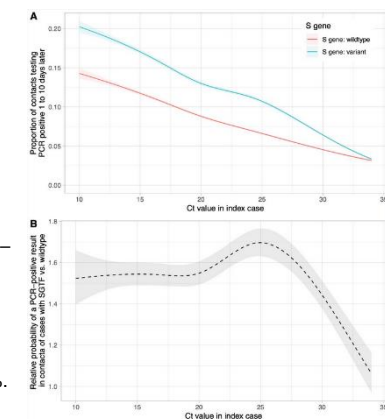 A
S gene
S gene: wildtype
S gene: variant
Proportion of contacts testing
PCR positive 1 to 10 days later
0.20
0.15
0.10
0.05
0.00
10 15 20 25 30 35
Ct value in index case
B
Relative probability of a PCR-positive result
in contacts of cases with SGTF vs. wildtype
1.8
1.6
1.4
1.2
1.0
10 15 20 25 30 35
Ct value in index case